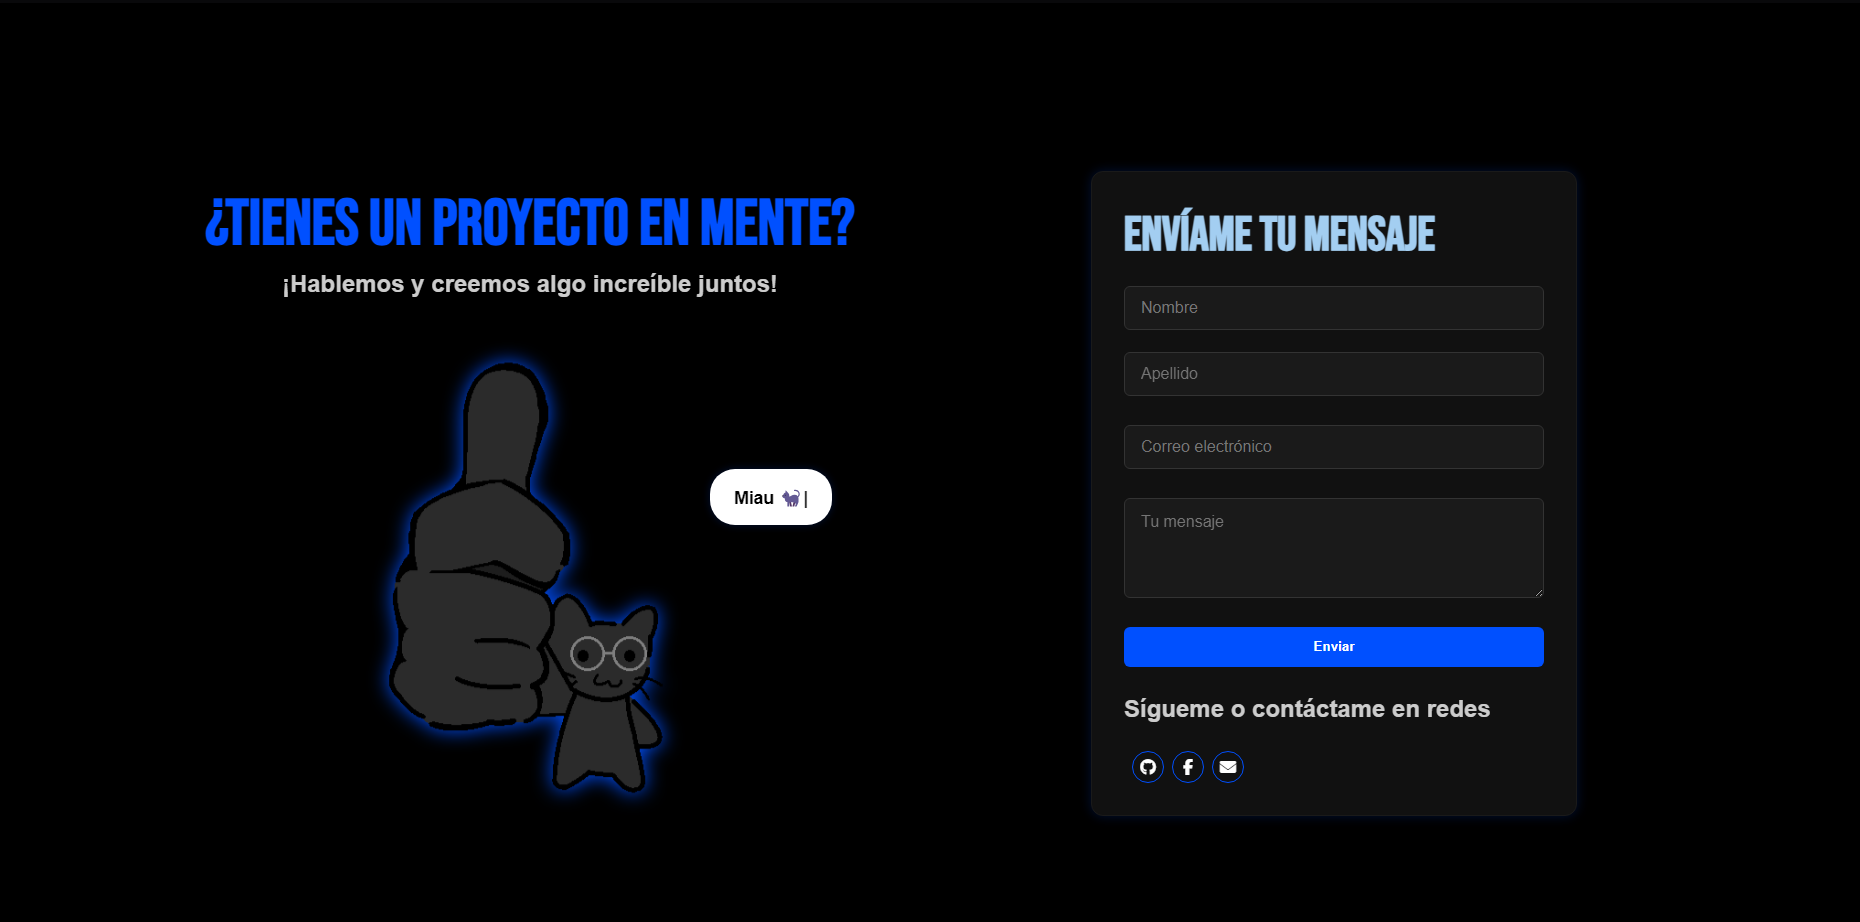 ¿TIENES UN PROYECTO EN MENTE?
¡Hablemos y creemos algo increíble juntos!
Miau 🐈‍⬛|
ENVÍAME TU MENSAJE
Nombre
Apellido
Correo electrónico
Tu mensaje
Enviar
Sígueme o contáctame en redes